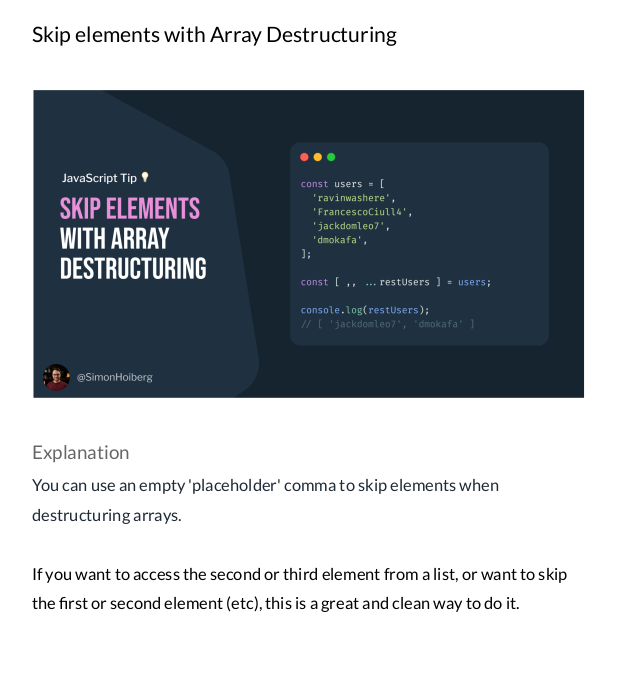 Skip elements with Array Destructuring
JavaScript Tip
SKIP ELEMENTS
WITH ARRAY
DESTRUCTURING
@SimonHoiberg
const users = [
'ravinwashere',
'FrancescoCiull4',
'jackdomleo7',
'dmokafa',
];
const [ ,, ...restUsers ] = users;
console.log(restUsers);
// [ 'jackdomleo7', 'dmokafa' ]
Explanation
You can use an empty 'placeholder' comma to skip elements when
destructuring arrays.
If you want to access the second or third element from a list, or want to skip
the first or second element (etc), this is a great and clean way to do it.